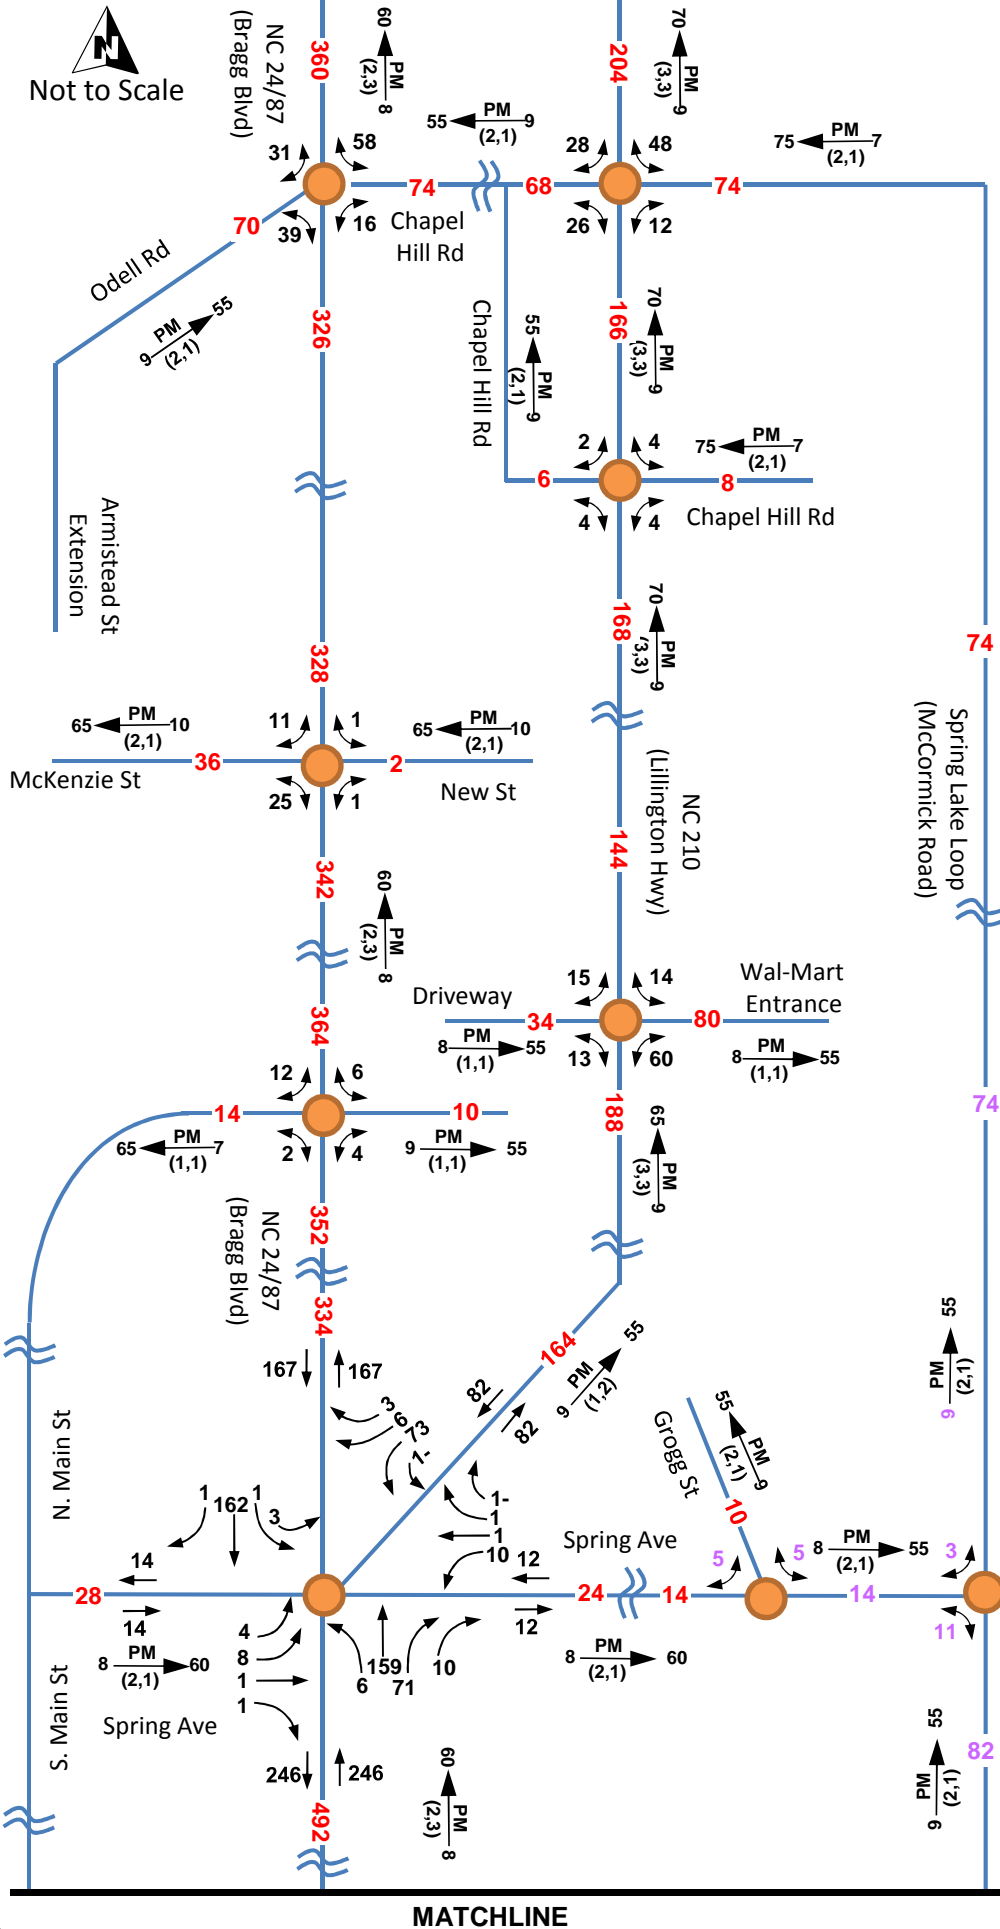 N
Not to Scale
NC 24/87
(Bragg Blvd)
360
60 PM 8
(2,3)
204
70 PM 9
(3,3)
55 PM 9
(2,1)
75 PM 7
(2,1)
31 58
28 48
74
68
74
70
39 16
26 12
Chapel
Hill Rd
Odell Rd
9 PM 55
(2,1)
326
Chapel Hill Rd
55 PM 9
(2,1)
166
70 PM 9
(3,3)
2 4
75 PM 7
(2,1)
6
8
4 4
Chapel Hill Rd
Armistead St
Extension
168
70 PM 9
(3,3)
328
74
65 PM 10
(2,1)
11 1
65 PM 10
(2,1)
36
2
McKenzie St
25 1
New St
NC 210
(Lillington Hwy)
Spring Lake Loop
(McCormick Road)
144
342
60 PM 8
(2,3)
Driveway
15 14
Wal-Mart
Entrance
364
34
80
8 PM 55
(1,1)
13 60
8 PM 55
(1,1)
12 6
188
74
14
10
65 PM 7
(1,1)
2 4
9 PM 55
(1,1)
65 PM 9
(3,3)
352
NC 24/87
(Bragg Blvd)
334
164
55 PM 9
(2,1)
167 167
82
82
9 PM 55
(1,2)
3
6
73
1-
N. Main St
Grogg St
55 PM 9
(2,1)
10
1 162 1
3
1-
1
1
10
Spring Ave
14
12
5 5
8 PM 55
(2,1)
3
28
24
14
14
14
12
11
8 PM 60
(2,1)
4
8
1
1
6 159 71 10
8 PM 60
(2,1)
S. Main St
Spring Ave
55 PM 9
(2,1)
82
246 246
60 PM 8
(2,3)
492
MATCHLINE